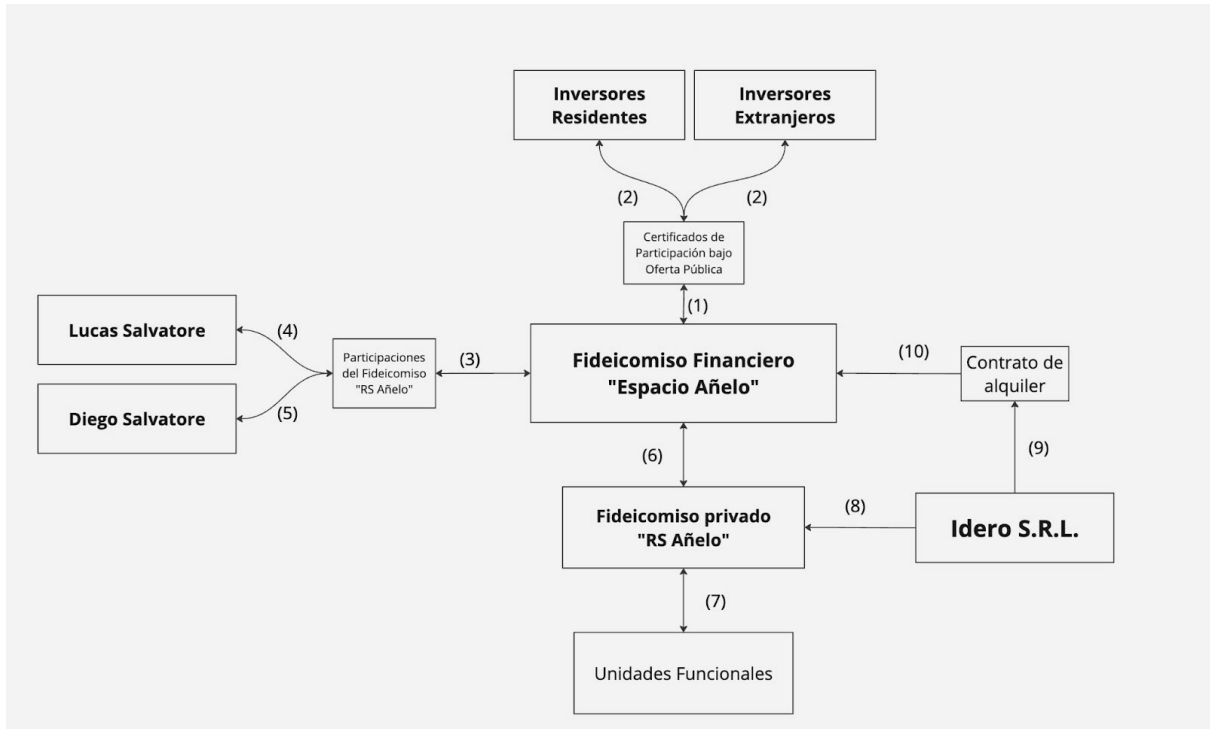 Inversores
Residentes
Inversores
Extranjeros
(2)
(2)
Certificados de
Participación bajo
Oferta Pública
(1)
Lucas Salvatore
(4)
Diego Salvatore
(5)
Participaciones
del Fideicomiso
"RS Añelo"
(3)
Fideicomiso Financiero
"Espacio Añelo"
(10)
Contrato de
alquiler
(6)
(9)
Fideicomiso privado
"RS Añelo"
(8)
Idero S.R.L.
(7)
Unidades Funcionales